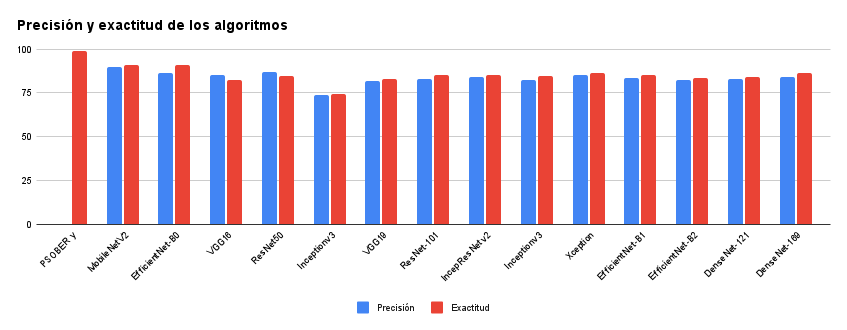 Precisión y exactitud de los algoritmos
100
75
50
25
0
PSOBER y
MobileNetV2
EfficientNet-B0
VGG16
ResNet50
Inceptionv3
VGG19
ResNet-101
IncepResNetv2
Inceptionv3
Xception
EfficientNet-B1
EfficientNet-B2
DenseNet-121
DenseNet-169
Precisión
Exactitud